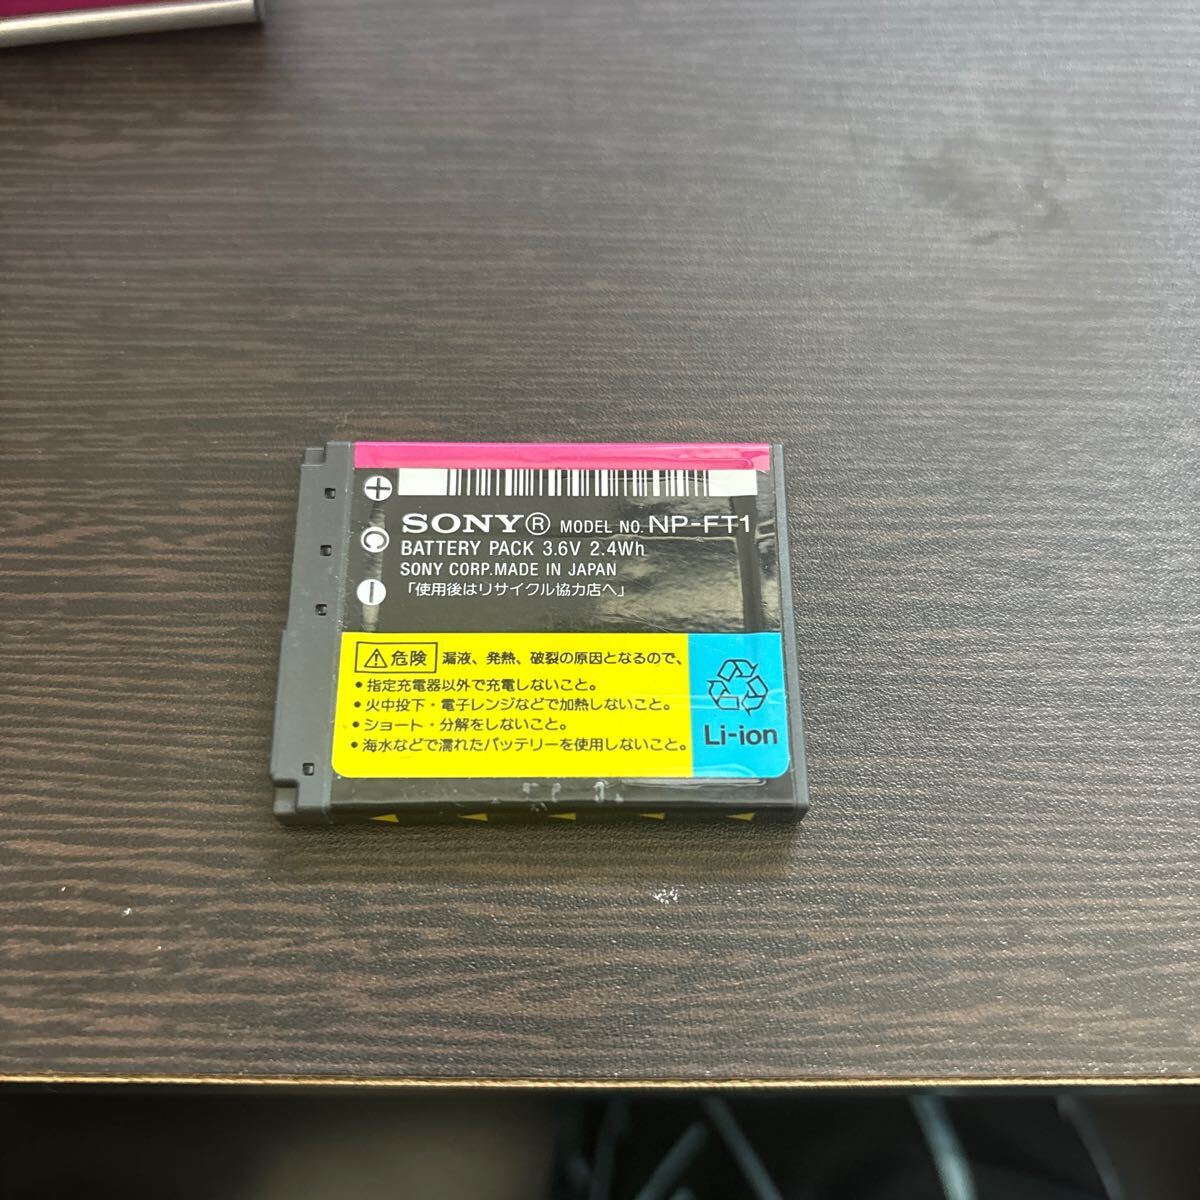 SONY® MODEL NO. NP-FT1
BATTERY PACK 3.6V 2.4Wh
SONY CORP. MADE IN JAPAN
「使用後はリサイクル協力店へ」
危険 漏液、発熱、破裂の原因となるので、
•指定充電器以外で充電しないこと。
•火中投下・電子レンジなどで加熱しないこと。
•ショート・分解をしないこと。
•海水などで濡れたバッテリーを使用しないこと。
Li-ion